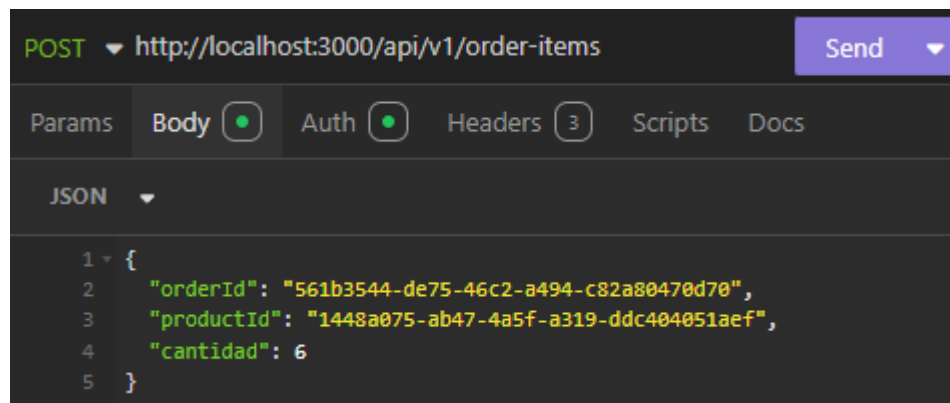 POST http://localhost:3000/api/v1/order-items Send
Params Body Auth Headers 3 Scripts Docs
JSON
1 {
2 "orderId": "561b3544-de75-46c2-a494-c82a80470d70",
3 "productId": "1448a075-ab47-4a5f-a319-ddc404051aef",
4 "cantidad": 6
5 }